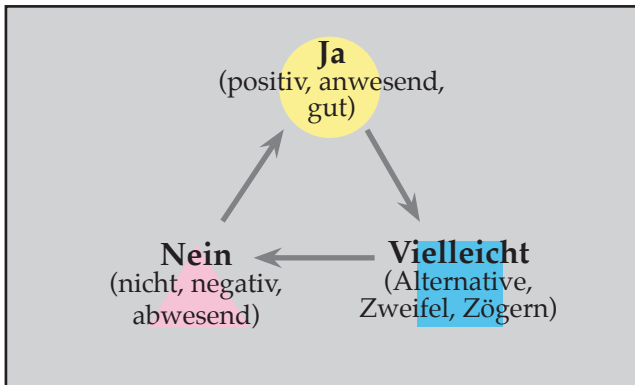 Ja
(positiv, anwesend,
gut)
Nein
(nicht, negativ,
abwesend)
Vielleicht
(Alternative,
Zweifel, Zögern)